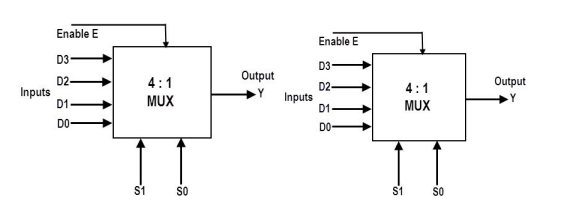 Enable E
D3
D2
Inputs
D1
D0
4 : 1
MUX
Output
Y
S1
S0
Enable E
D3
D2
Inputs
D1
D0
4 : 1
MUX
Output
Y
S1
S0